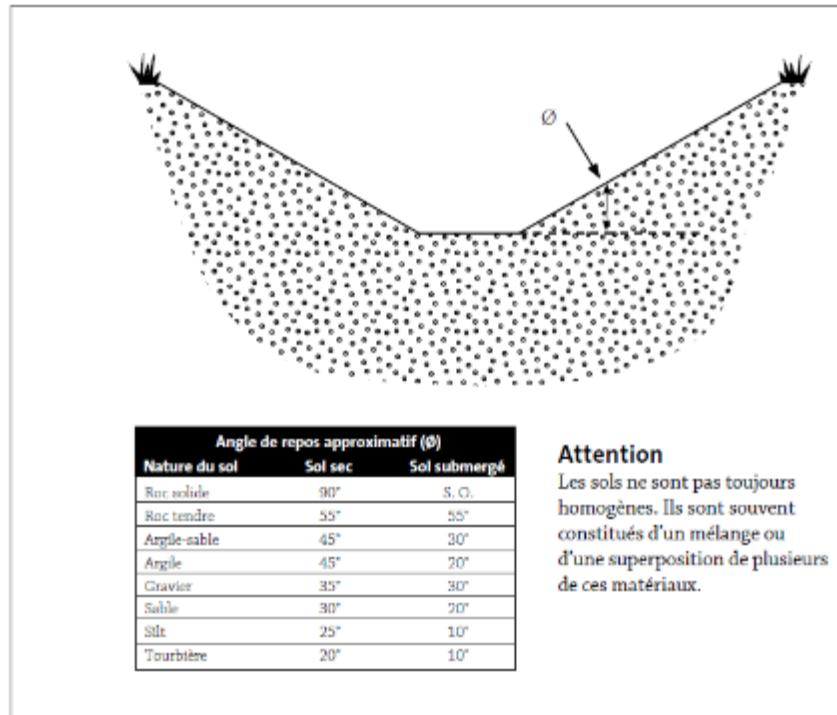 Ø
Angle de repos approximatif (Ø)
Nature du sol Sol sec Sol submergé
Roc solide 90° S. O.
Roc tendre 55° 55°
Argile-sable 45° 30°
Argile 45° 20°
Gravier 35° 30°
Sable 30° 20°
Silt 25° 10°
Tourbière 20° 10°
Attention
Les sols ne sont pas toujours
homogènes. Ils sont souvent
constitués d'un mélange ou
d'une superposition de plusieurs
de ces matériaux.